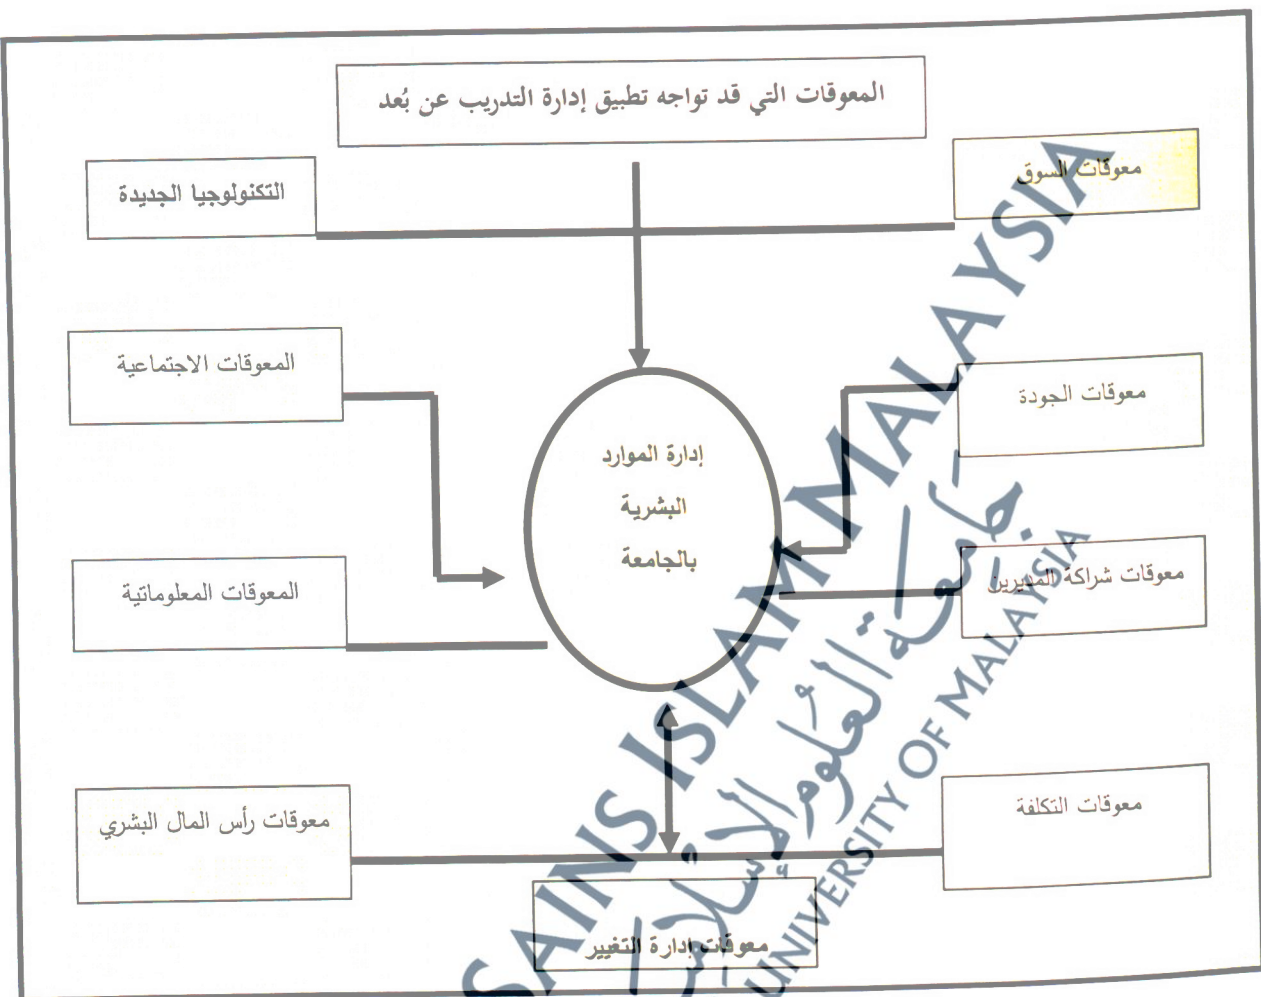 المعوقات التي قد تواجه تطبيق إدارة التدريب عن بُعد
معوقات السوق
التكنولوجيا الجديدة
المعوقات الاجتماعية
معوقات الجودة
إدارة الموارد
البشرية
بالجامعة
معوقات شراكة المديرين
المعوقات المعلوماتية
معوقات التكلفة
معوقات رأس المال البشري
معوقات إدارة التغيير
SAINS ISLAM MALAYSIA
جامعة العلوم
UNIVERSITY OF MALAYSIA